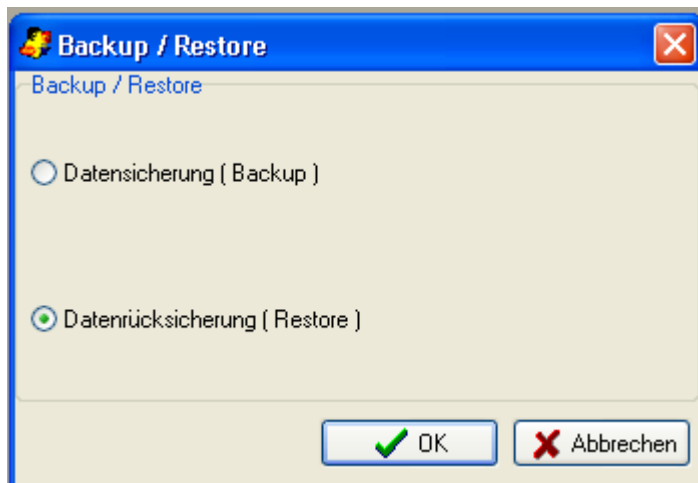 Backup / Restore
Backup / Restore
Datensicherung ( Backup )
Datenrücksicherung ( Restore )
OK
Abbrechen